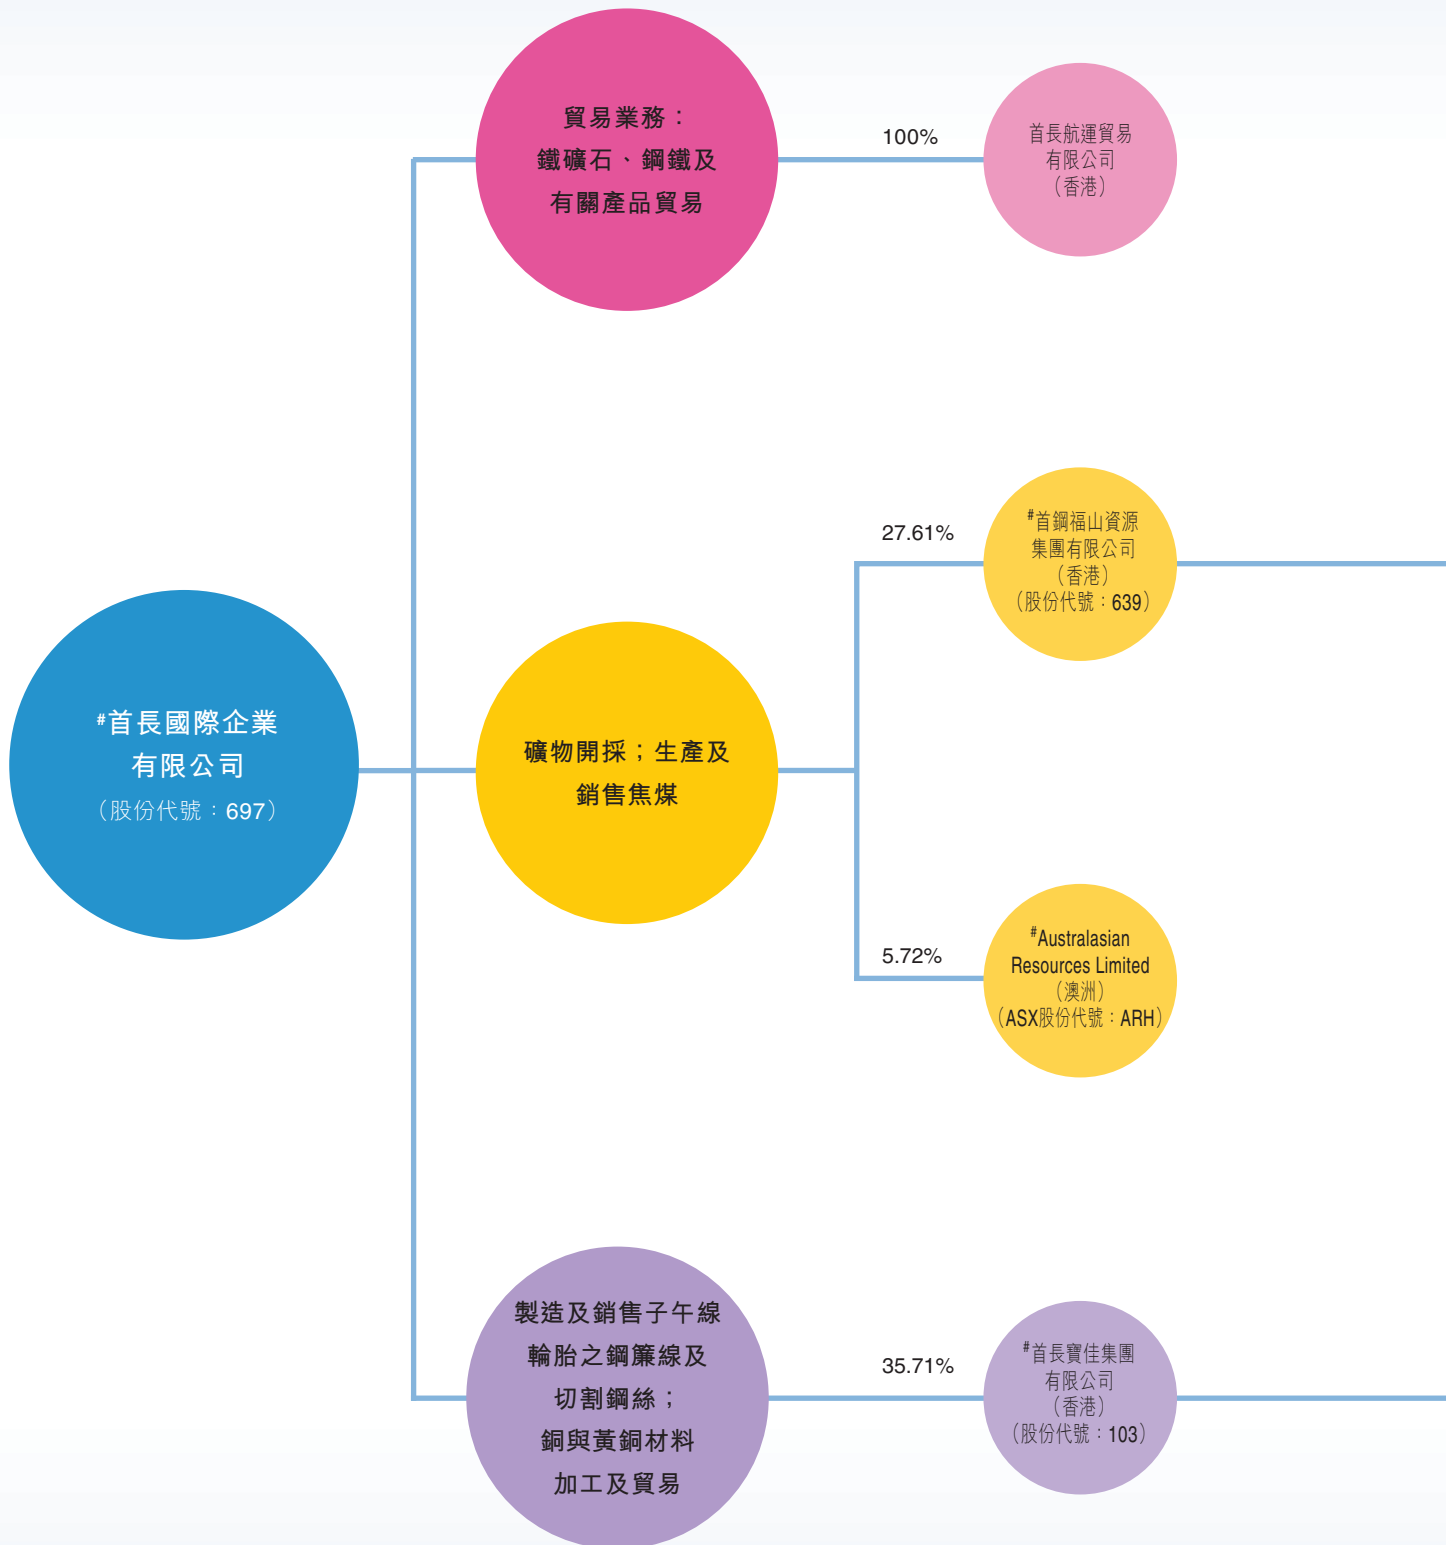 貿易業務：
鐵礦石、鋼鐵及
有關產品貿易
100%
首長航運貿易
有限公司
（香港）
27.61%
#首鋼福山資源
集團有限公司
（香港）
（股份代號：639）
#首長國際企業
有限公司
（股份代號：697）
礦物開採；生產及
銷售焦煤
5.72%
#Australasian
Resources Limited
（澳洲）
（ASX股份代號：ARH）
製造及銷售子午線
輪胎之鋼簾線及
切割鋼絲；
銅與黃銅材料
加工及貿易
35.71%
#首長寶佳集團
有限公司
（香港）
（股份代號：103）